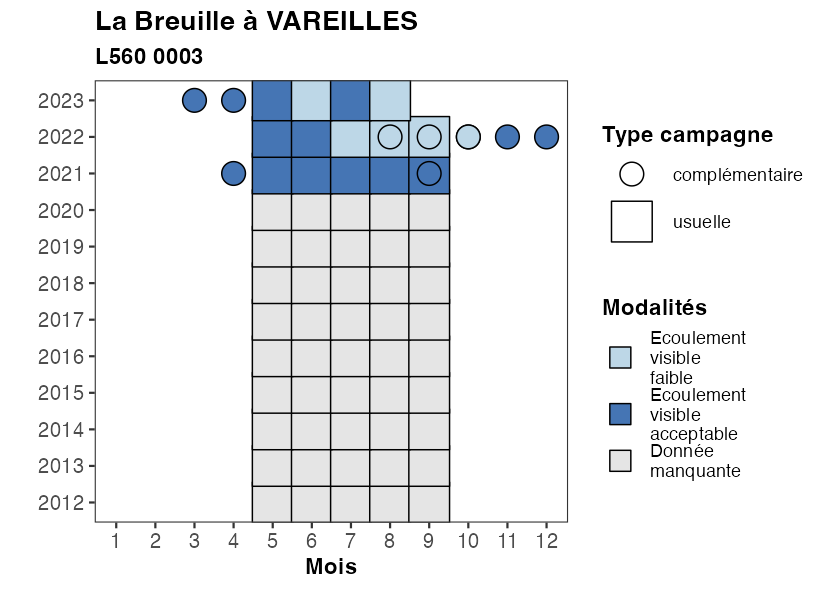 La Breuille à VAREILLES
L560 0003
2023
2022
2021
2020
2019
2018
2017
2016
2015
2014
2013
2012
1 2 3 4 5 6 7 8 9 10 11 12
Mois
Type campagne
complémentaire
usuelle
Modalités
Ecoulement
visible
faible
Ecoulement
visible
acceptable
Donnée
manquante